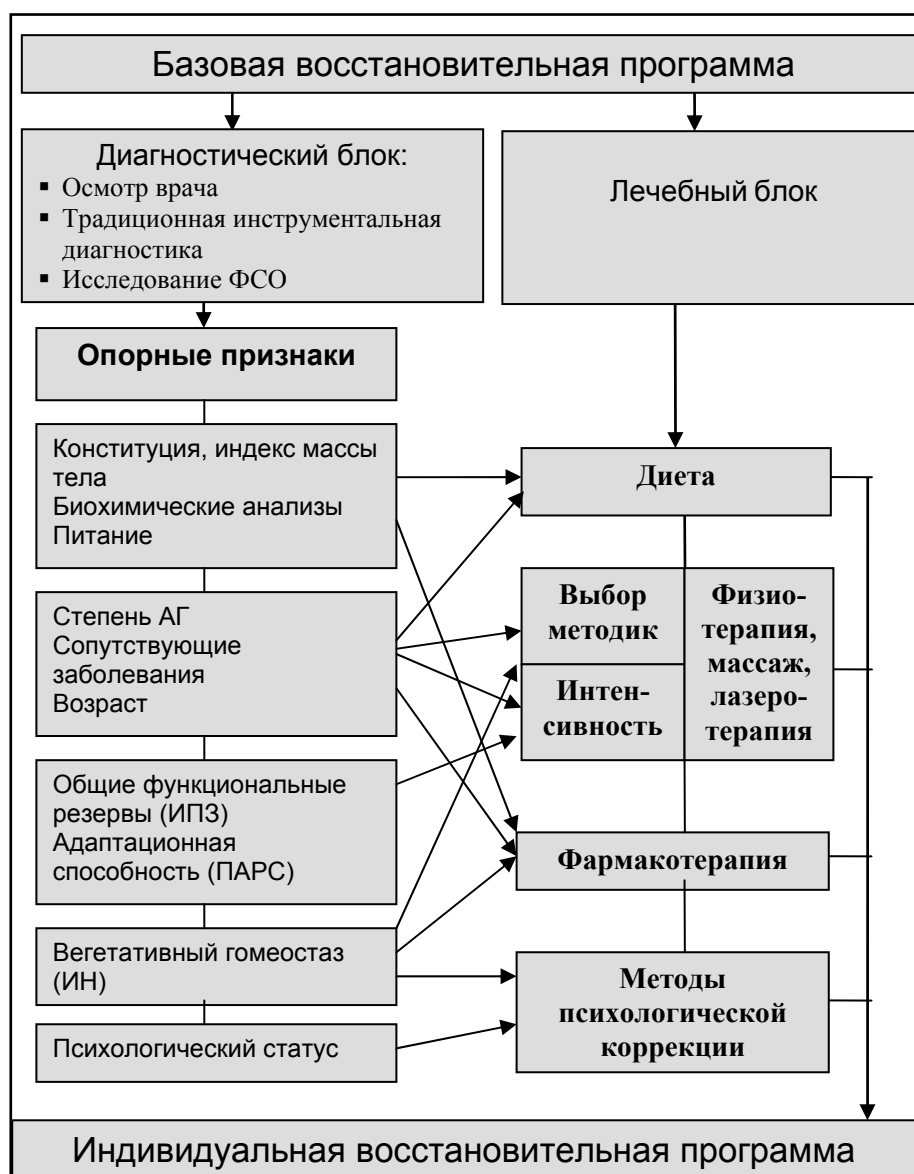 Базовая восстановительная программа
Диагностический блок:
▪ Осмотр врача
▪ Традиционная инструментальная
диагностика
▪ Исследование ФСО
Лечебный блок
Опорные признаки
Конституция, индекс массы
тела
Биохимические анализы
Питание
Степень АГ
Сопутствующие
заболевания
Возраст
Общие функциональные
резервы (ИПЗ)
Адаптационная
способность (ПАРС)
Вегетативный гомеостаз
(ИН)
Психологический статус
Диета
Выбор
методик
Интен-
сивность
Физио-
терапия,
массаж,
лазеро-
терапия
Фармакотерапия
Методы
психологической
коррекции
Индивидуальная восстановительная программа